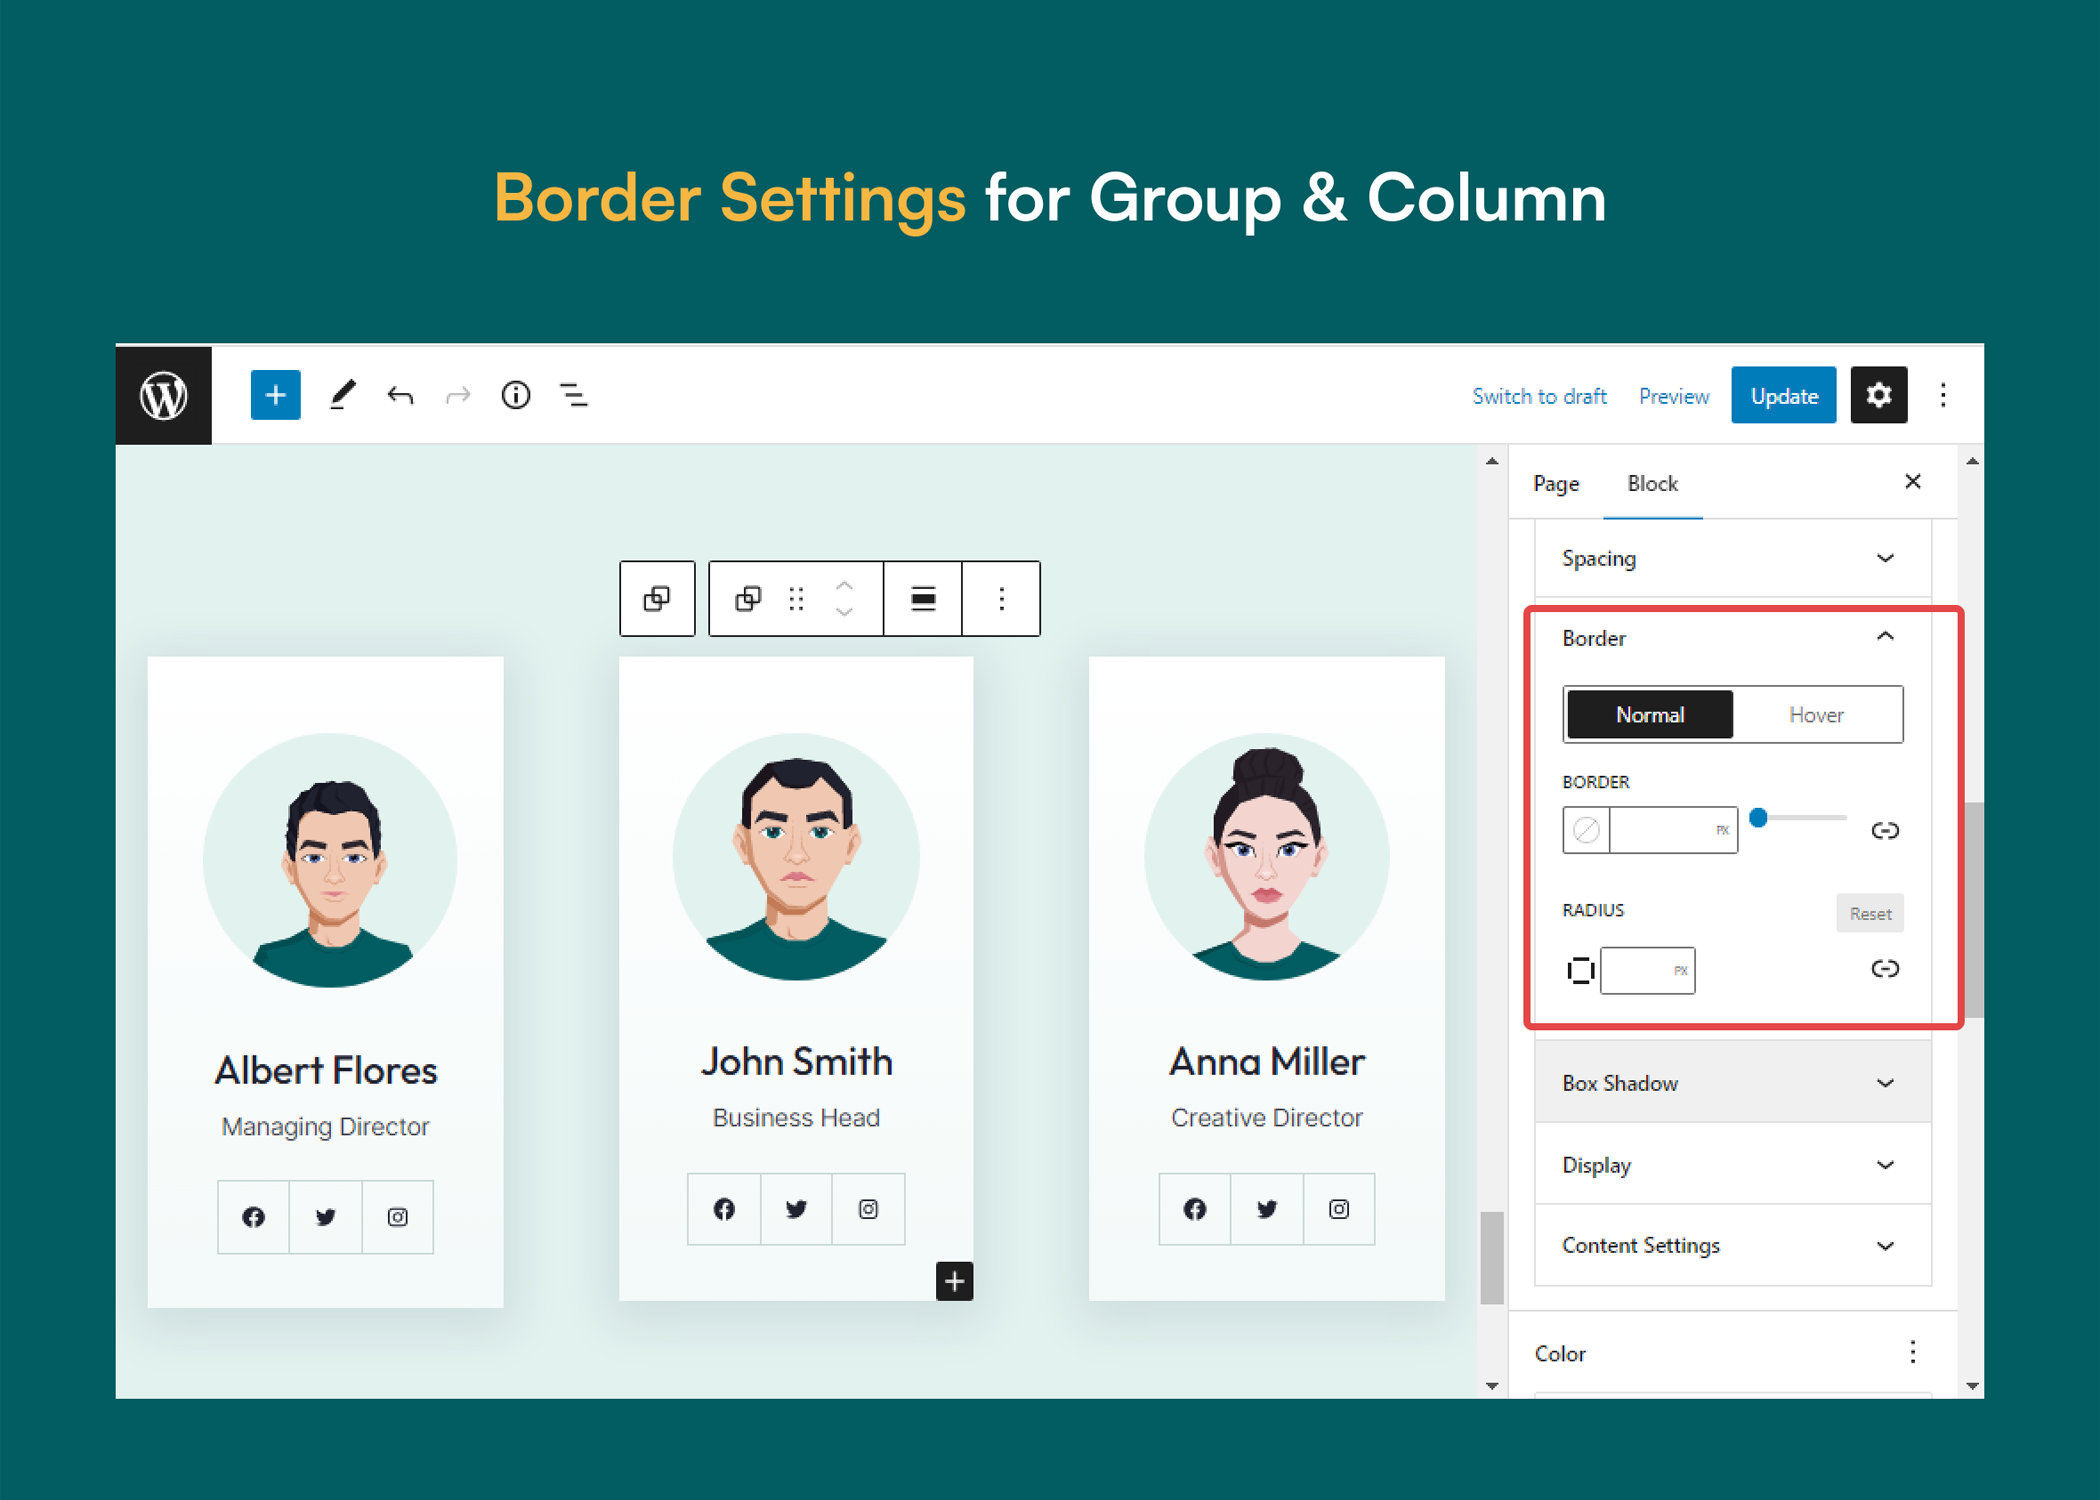 Border Settings for Group & Column
Switch to draft Preview Update
Page Block
Spacing
Border
Normal Hover
BORDER
PX
RADIUS Reset
PX
Box Shadow
Display
Content Settings
Color
Albert Flores
Managing Director
John Smith
Business Head
Anna Miller
Creative Director